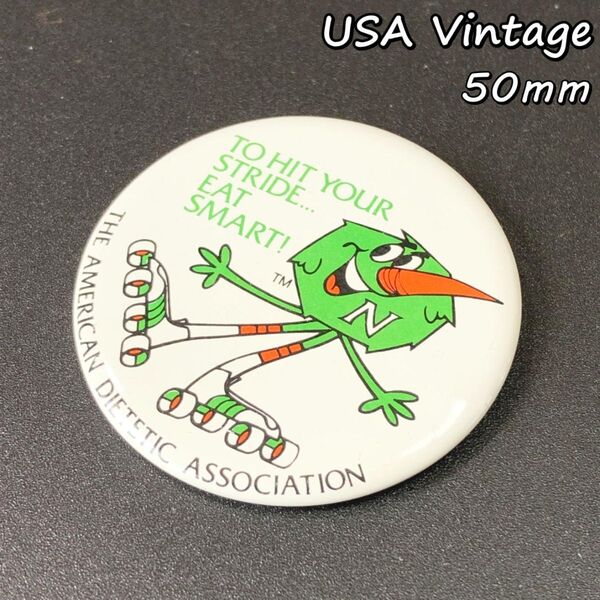 USA Vintage
50mm
TO HIT YOUR
STRIDE...
EAT
SMART!
TM
N
THE AMERICAN DIETETIC ASSOCIATION